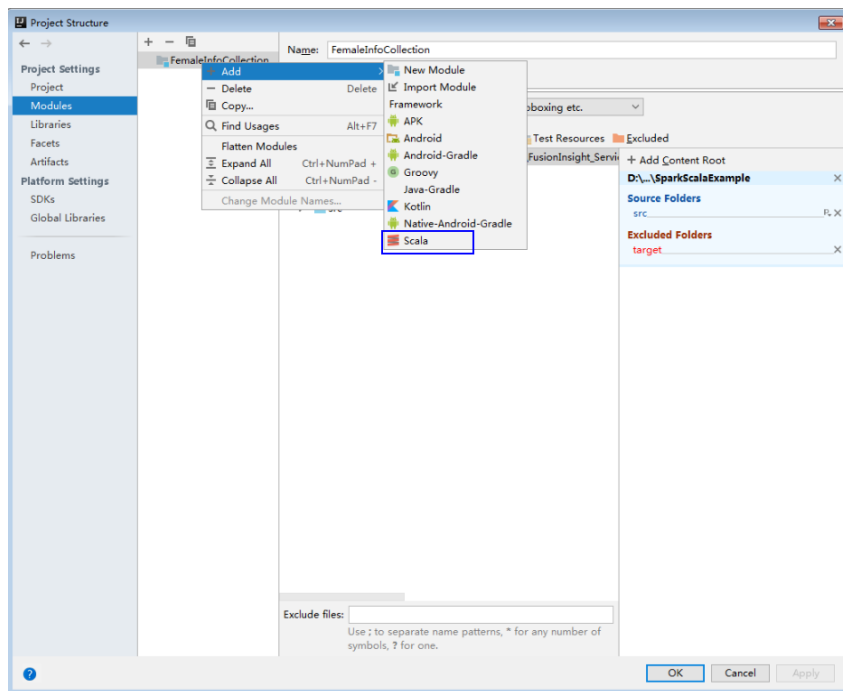 Project Structure
Project Settings
Project
Modules
Libraries
Facets
Artifacts
Platform Settings
SDKs
Global Libraries
Problems
FemaleInfoCollection
Add
Delete Delete
Copy...
Find Usages Alt+F7
Flatten Modules
Expand All Ctrl+NumPad +
Collapse All Ctrl+NumPad -
Change Module Names...
New Module
Import Module
Framework
APK
Android
Android-Gradle
Groovy
Java-Gradle
Kotlin
Native-Android-Gradle
Scala
Name: FemaleInfoCollection
etc.
Test Resources Excluded
+ Add Content Root
D:\...\SparkScalaExample
Source Folders
src
Excluded Folders
target
Exclude files:
Use ; to separate name patterns, * for any number of
symbols, ? for one.
OK Cancel Apply